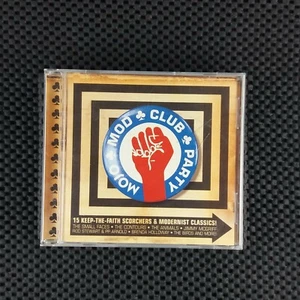 MOJO MOD CLUB PARTY
15 KEEP-THE-FAITH SCORCHERS & MODERNIST CLASSICS!
THE SMALL FACES • THE CONTOURS • THE ANIMALS • JIMMY MCGRIFF
ROD STEWART & PP ARNOLD • BRENDA HOLLOWAY • THE BIRDS AND MORE!